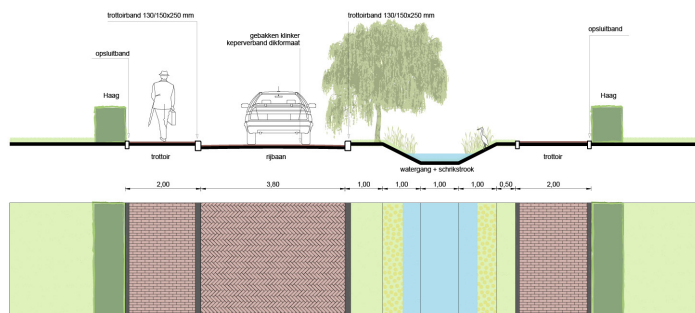 trottoirband 130/150x250 mm
trottoirband 130/150x250 mm
opsluitband
gebakken klinker
keperverband dikformaat
opsluitband
Haag
Haag
trottoir
rijbaan
watergang + schrikstrook
trottoir
2,00
3,80
1,00
1,00
1,00
1,00
0,50
2,00